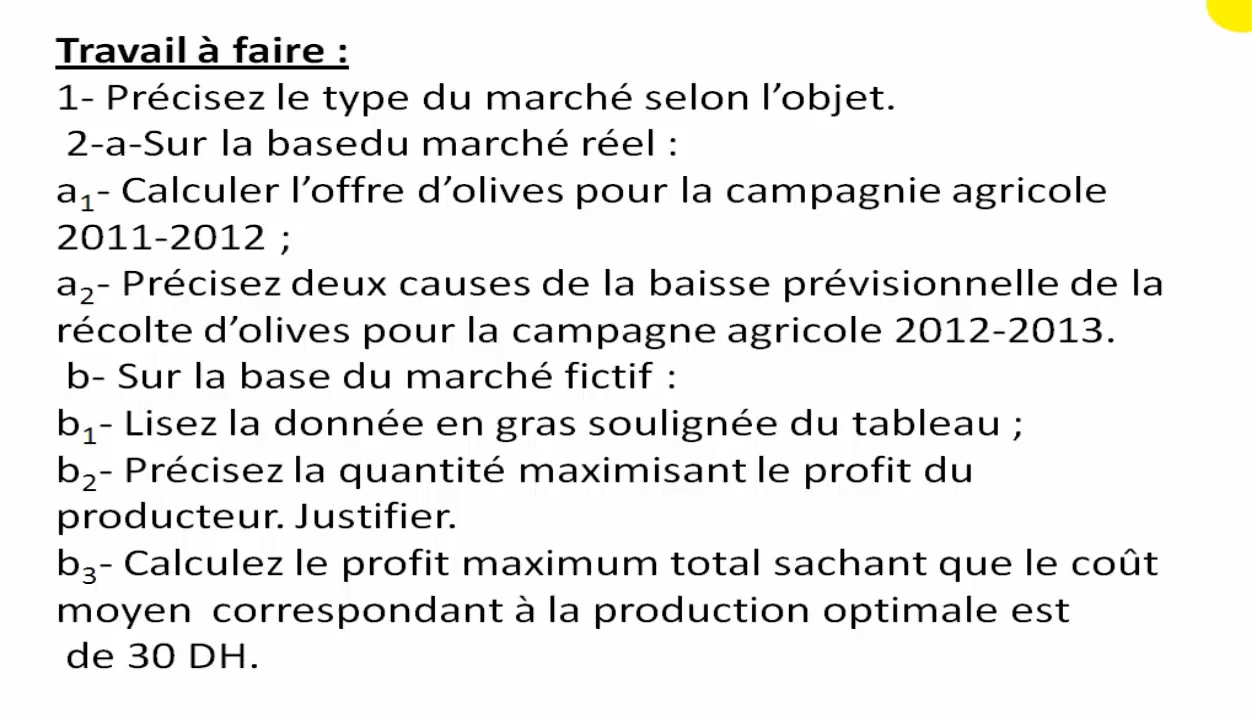 Travail à faire :
1- Précisez le type du marché selon l’objet.
2-a-Sur la basedu marché réel :
a₁- Calculer l’offre d’olives pour la campagnie agricole
2011-2012 ;
a₂- Précisez deux causes de la baisse prévisionnelle de la
récolte d’olives pour la campagne agricole 2012-2013.
b- Sur la base du marché fictif :
b₁- Lisez la donnée en gras soulignée du tableau ;
b₂- Précisez la quantité maximisant le profit du
producteur. Justifier.
b₃- Calculez le profit maximum total sachant que le coût
moyen correspondant à la production optimale est
de 30 DH.